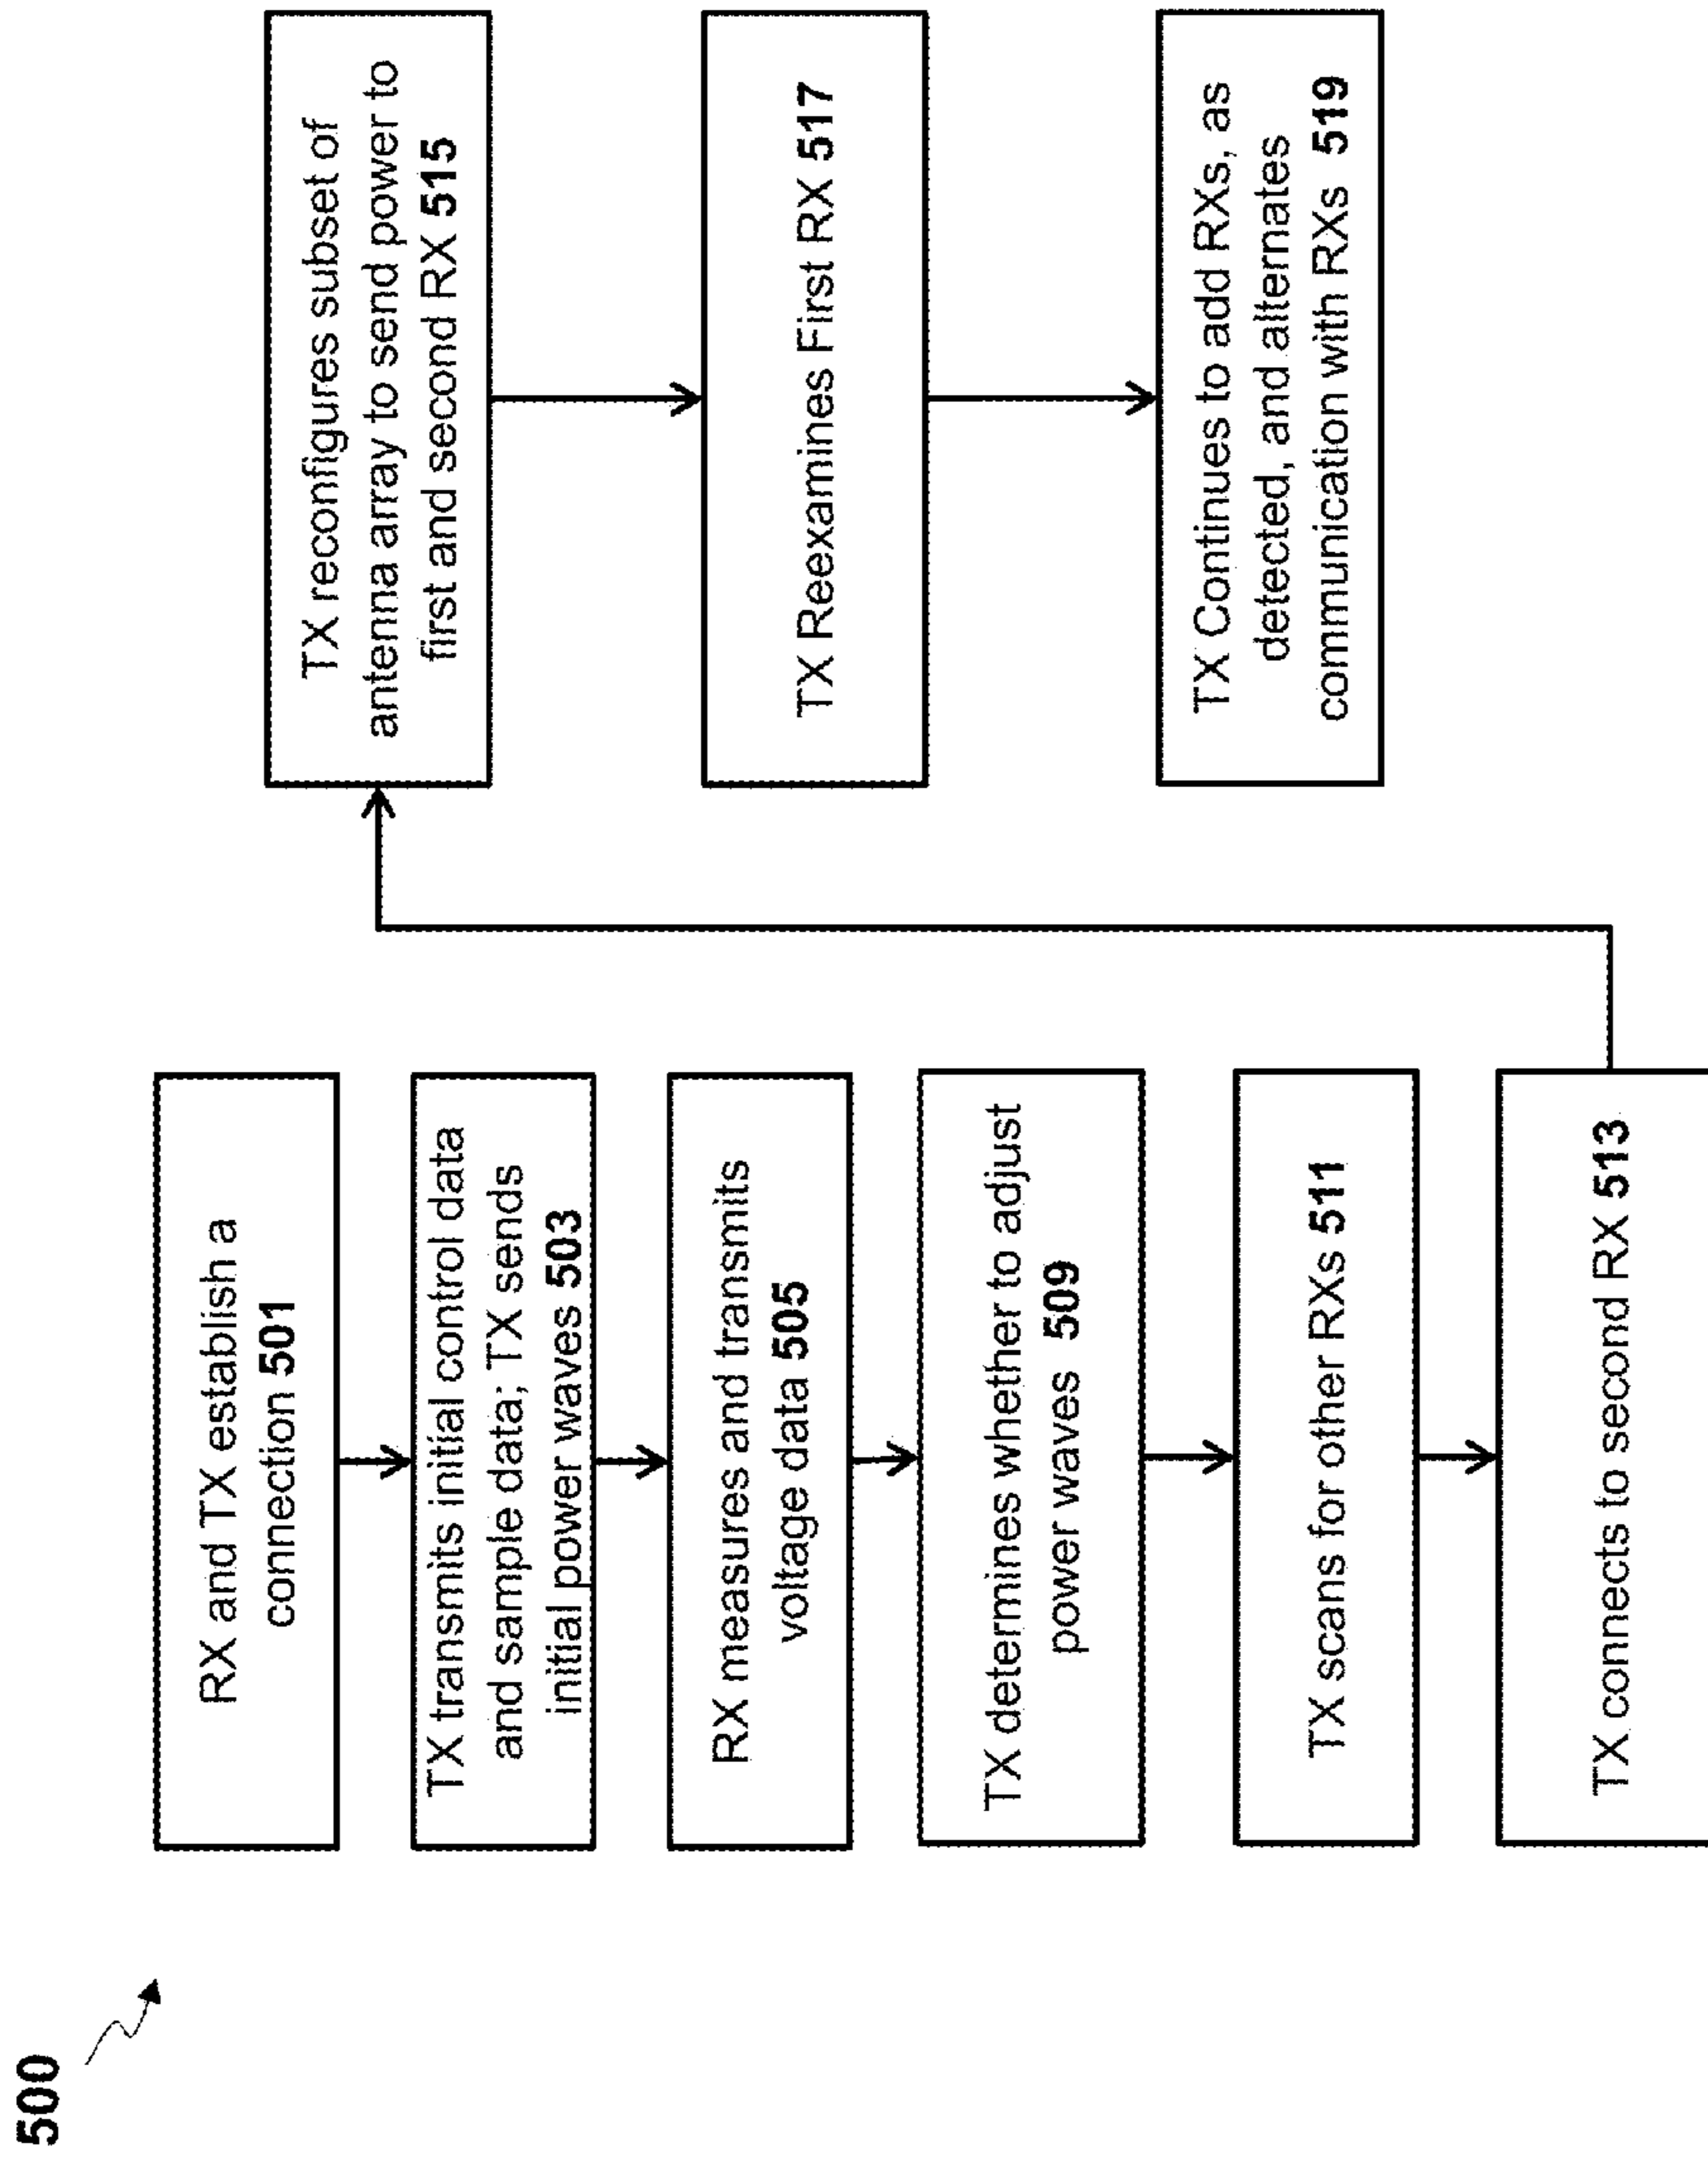 500
RX and TX establish a
connection 501
TX transmits initial control data
and sample data; TX sends
initial power waves 503
RX measures and transmits
voltage data 505
TX determines whether to adjust
power waves 509
TX scans for other RXs 511
TX connects to second RX 513
TX reconfigures subset of
antenna array to send power to
first and second RX 515
TX Reexamines First RX 517
TX Continues to add RXs, as
detected, and alternates
communication with RXs 519